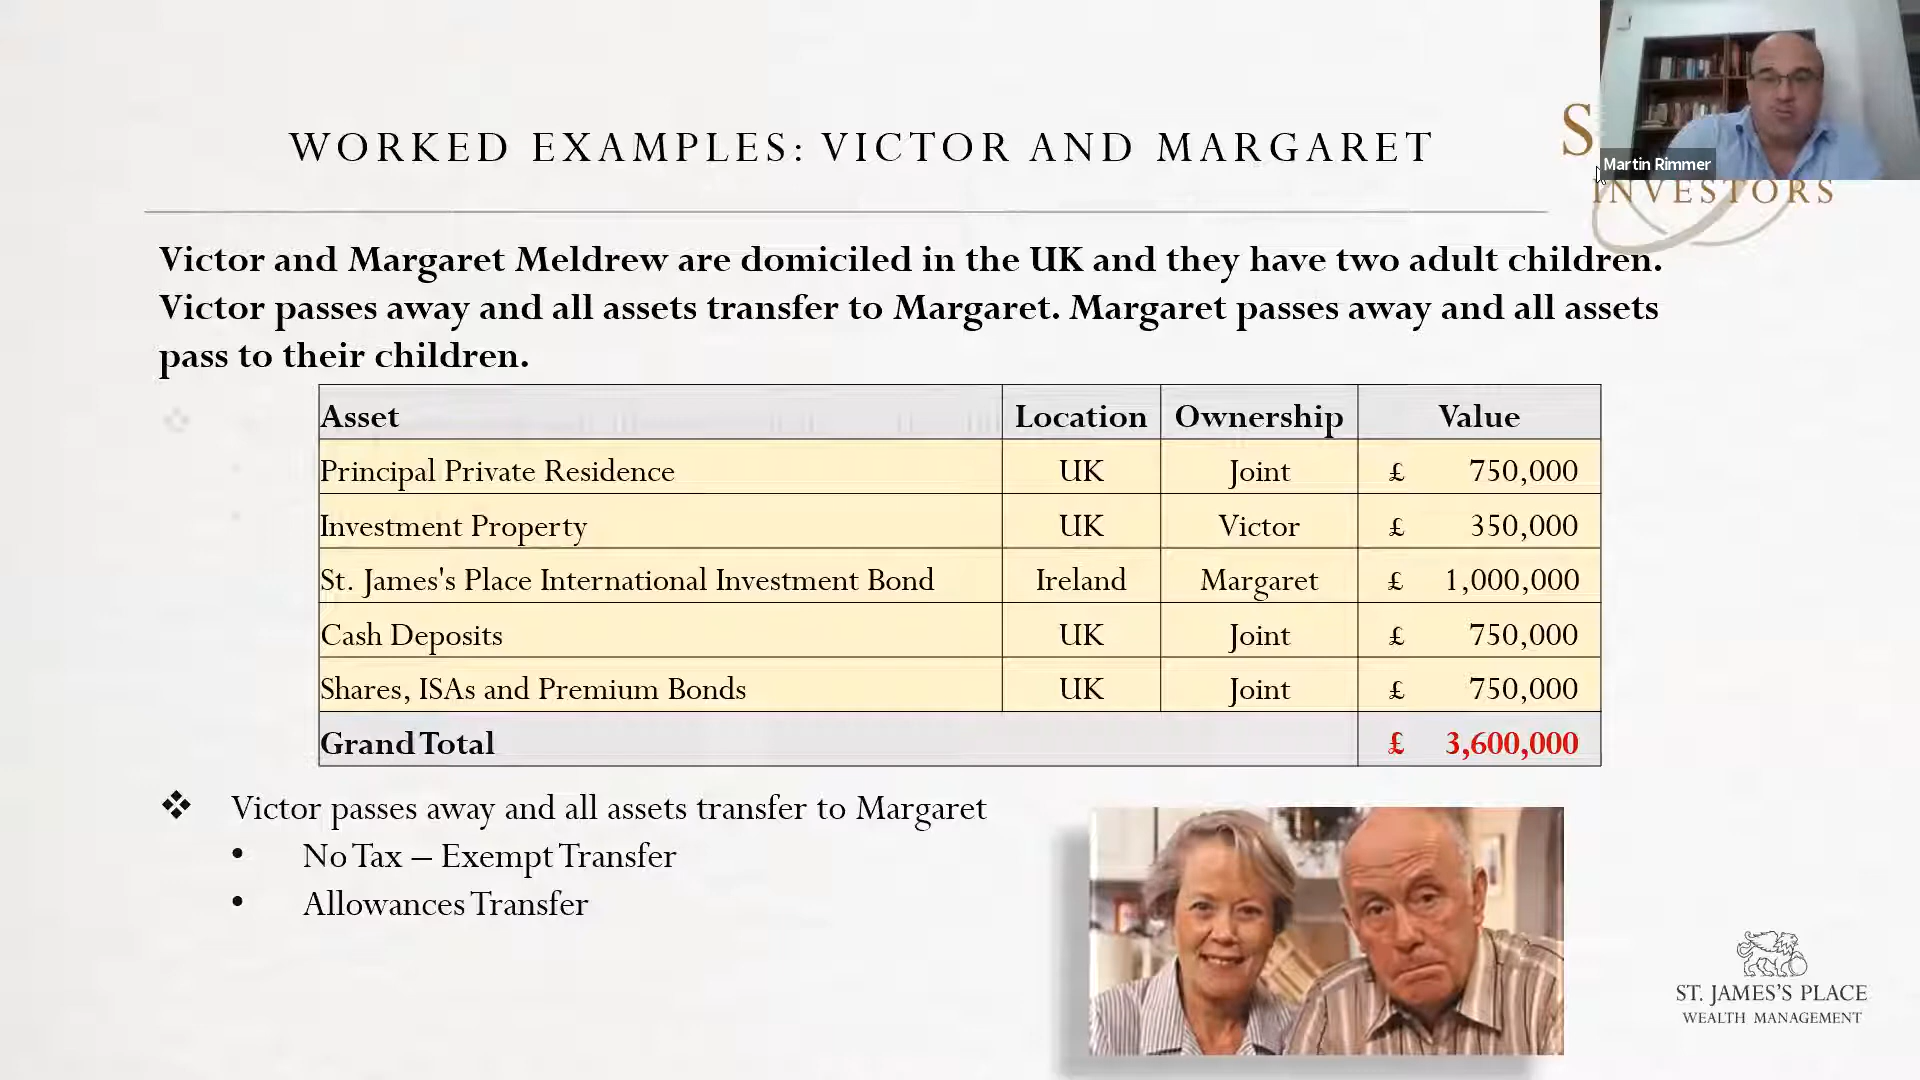 WORKED EXAMPLES: VICTOR AND MARGARET
S
Martin Rimmer
INVESTORS
Victor and Margaret Meldrew are domiciled in the UK and they have two adult children.
Victor passes away and all assets transfer to Margaret. Margaret passes away and all assets
pass to their children.
Asset Location Ownership Value
Principal Private Residence UK Joint £ 750,000
Investment Property UK Victor £ 350,000
St. James's Place International Investment Bond Ireland Margaret £ 1,000,000
Cash Deposits UK Joint £ 750,000
Shares, ISAs and Premium Bonds UK Joint £ 750,000
Grand Total £ 3,600,000
❖ Victor passes away and all assets transfer to Margaret
• No Tax – Exempt Transfer
• Allowances Transfer
ST. JAMES'S PLACE
WEALTH MANAGEMENT